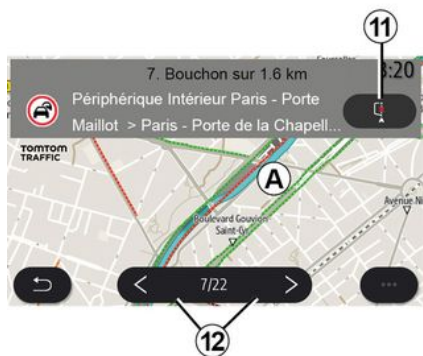 11
7. Bouchon sur 1.6 km
3:20
Périphérique Intérieur Paris - Porte
Maillot > Paris - Porte de la Chapell...
TOMTOM
TRAFFIC
A
Avenue Ni
Boulevard Gouvion
Saint-Cyr
< 7/22 >
12